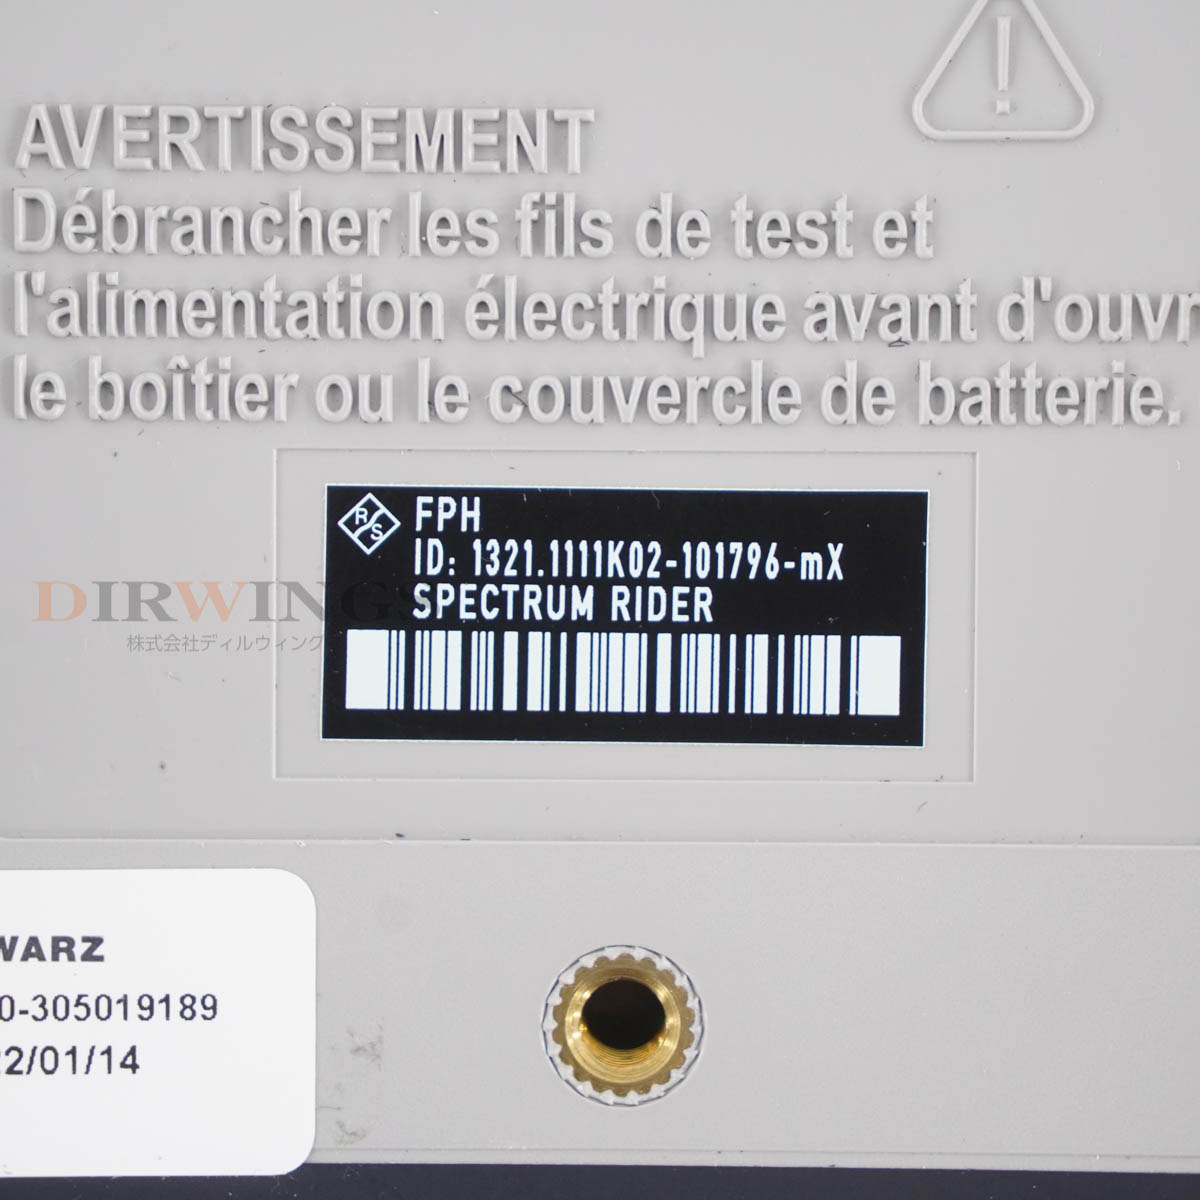 AVERTISSEMENT
Débrancher les fils de test et
l'alimentation électrique avant d'ouvr
le boîtier ou le couvercle de batterie.
R/S
FPH
ID: 1321.1111K02-101796-mX
SPECTRUM RIDER
DIRWINGS
株式会社ディルウィング
WARZ
0-305019189
22/01/14